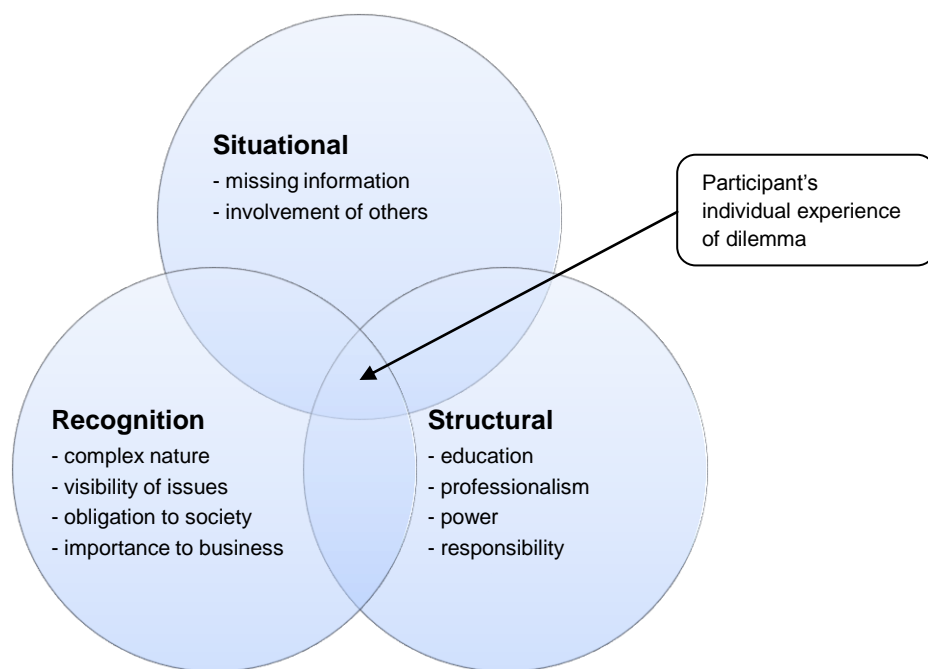 Situational
- missing information
- involvement of others
Participant's
individual experience
of dilemma
Recognition
- complex nature
- visibility of issues
- obligation to society
- importance to business
Structural
- education
- professionalism
- power
- responsibility